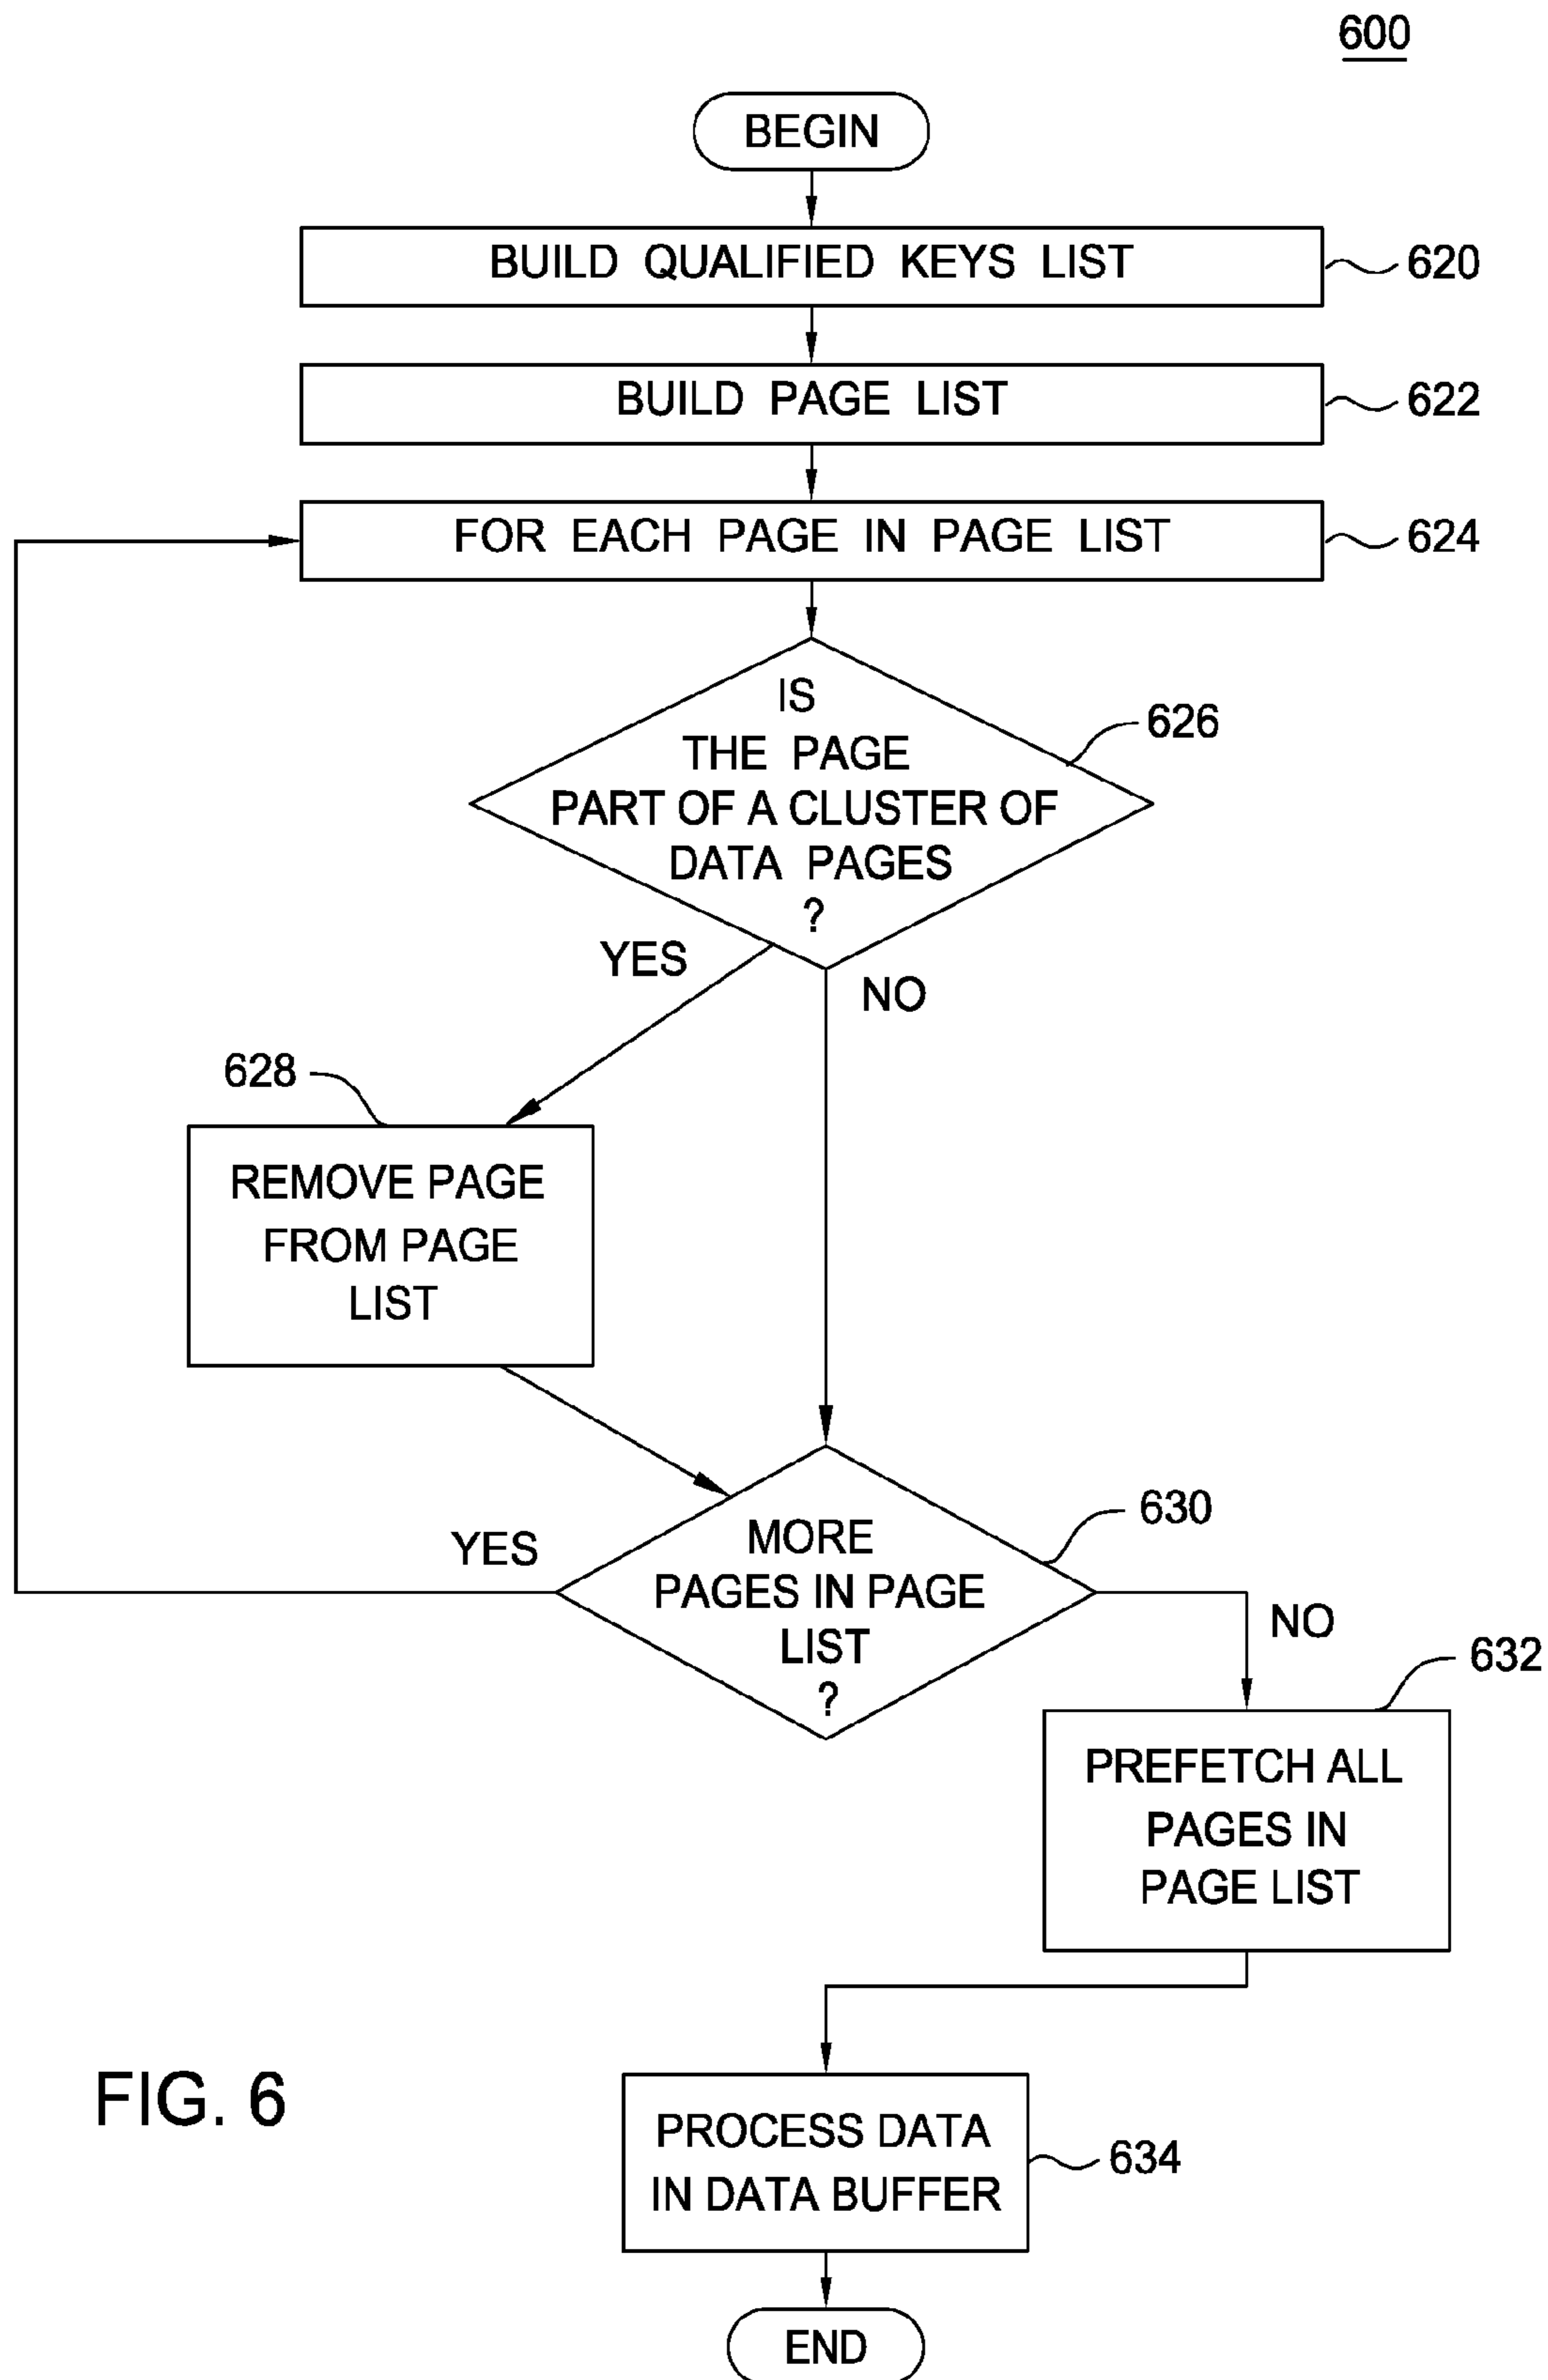 600
BEGIN
BUILD QUALIFIED KEYS LIST
620
BUILD PAGE LIST
622
FOR EACH PAGE IN PAGE LIST
624
IS
THE PAGE
PART OF A CLUSTER OF
DATA PAGES
?
626
YES
NO
628
REMOVE PAGE
FROM PAGE
LIST
MORE
PAGES IN PAGE
LIST
?
630
YES
NO
632
PREFETCH ALL
PAGES IN
PAGE LIST
FIG. 6
PROCESS DATA
IN DATA BUFFER
634
END